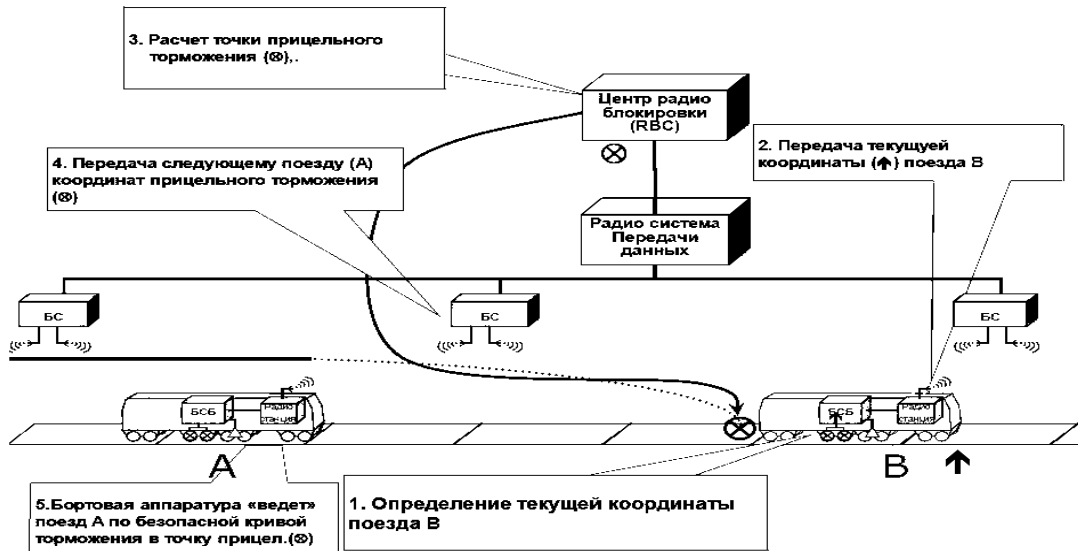 3. Расчет точки прицельного
торможения (⊗),.
Центр радио
блокировки
(RBC)
2. Передача текущуей
координаты (↑) поезда В
4. Передача следующему поезду (А)
координат прицельного торможения
(⊗)
Радио система
Передачи
данных
БС
БС
БС
БСБ
Радио
станция
БСБ
Радио
станция
А
В
5.Бортовая аппаратура «ведет»
поезд А по безопасной кривой
торможения в точку прицел.(⊗)
1. Определение текущей координаты
поезда В